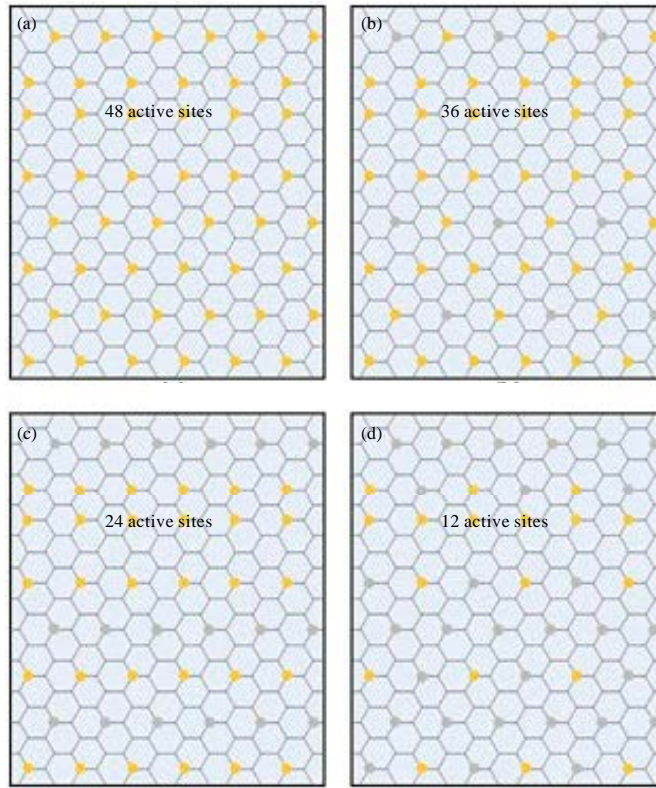 (a)
48 active sites
(b)
36 active sites
(c)
24 active sites
(d)
12 active sites